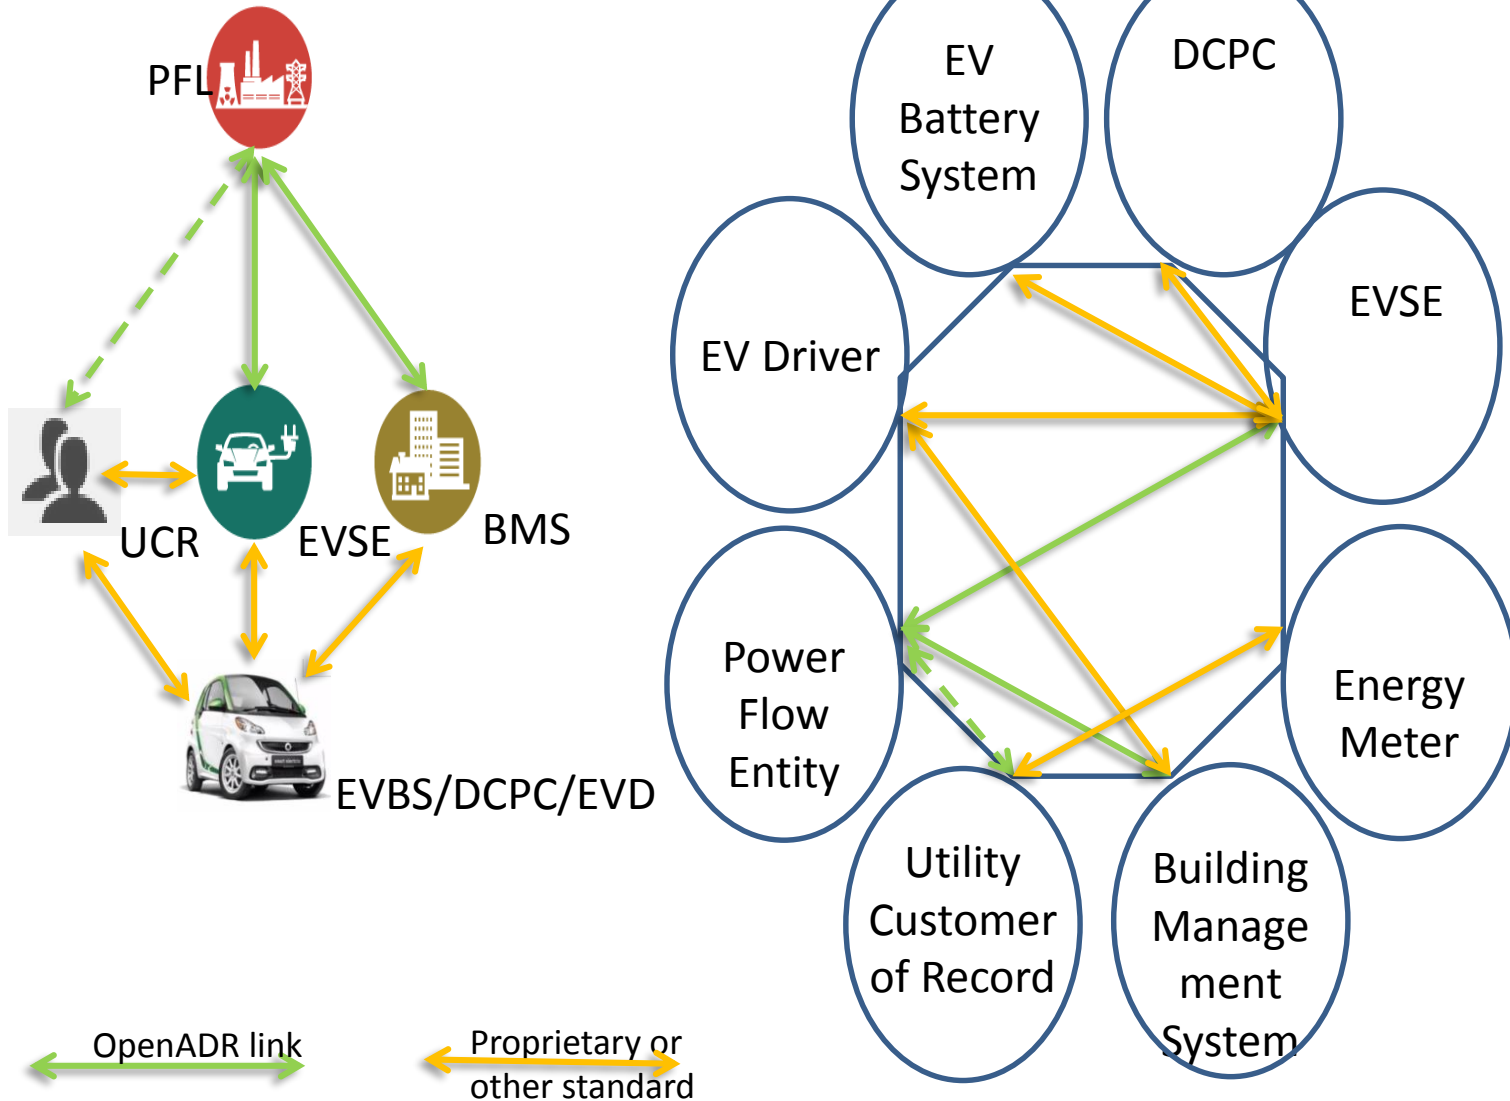 PFL
UCR
EVSE
BMS
EVBS/DCPC/EVD
OpenADR link
Proprietary or
other standard
EV
Battery
System
DCPC
EVSE
EV Driver
Power
Flow
Entity
Energy
Meter
Utility
Customer
of Record
Building
Manage
ment
System